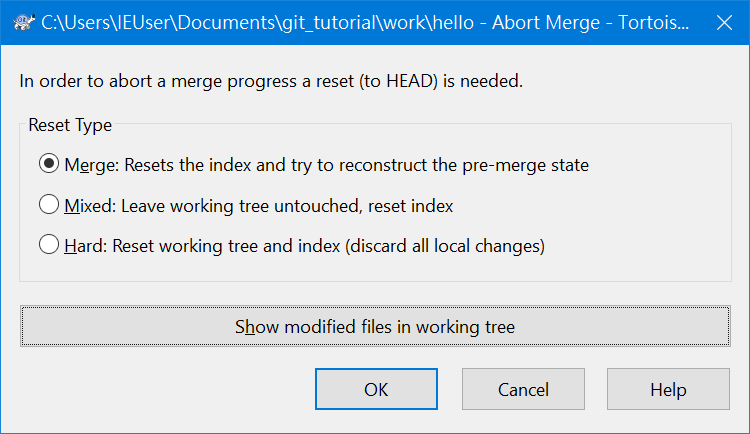 C:\Users\IEUser\Documents\git_tutorial\work\hello - Abort Merge - Tortois...
In order to abort a merge progress a reset (to HEAD) is needed.
Reset Type
Merge: Resets the index and try to reconstruct the pre-merge state
Mixed: Leave working tree untouched, reset index
Hard: Reset working tree and index (discard all local changes)
Show modified files in working tree
OK
Cancel
Help